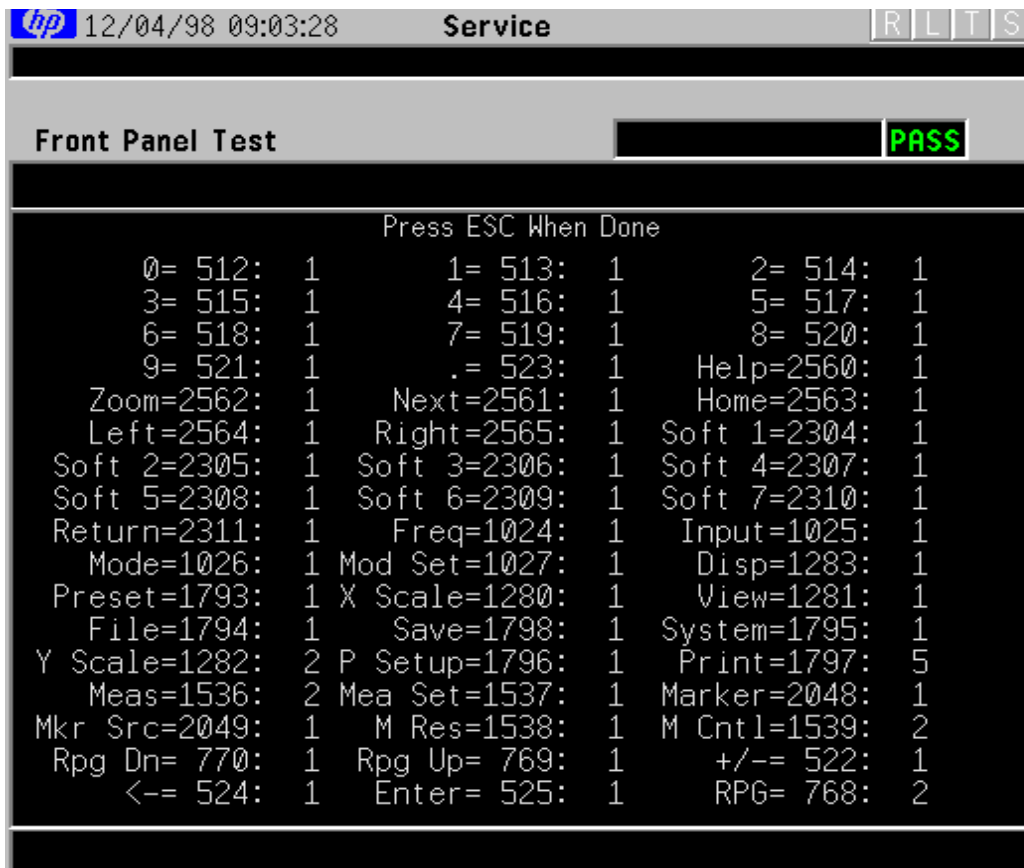 hp 12/04/98 09:03:28 Service R L T S
Front Panel Test PASS
Press ESC When Done
0= 512: 1 1= 513: 1 2= 514: 1
3= 515: 1 4= 516: 1 5= 517: 1
6= 518: 1 7= 519: 1 8= 520: 1
9= 521: 1 .= 523: 1 Help=2560: 1
Zoom=2562: 1 Next=2561: 1 Home=2563: 1
Left=2564: 1 Right=2565: 1 Soft 1=2304: 1
Soft 2=2305: 1 Soft 3=2306: 1 Soft 4=2307: 1
Soft 5=2308: 1 Soft 6=2309: 1 Soft 7=2310: 1
Return=2311: 1 Freq=1024: 1 Input=1025: 1
Mode=1026: 1 Mod Set=1027: 1 Disp=1283: 1
Preset=1793: 1 X Scale=1280: 1 View=1281: 1
File=1794: 1 Save=1798: 1 System=1795: 1
Y Scale=1282: 2 P Setup=1796: 1 Print=1797: 5
Meas=1536: 2 Mea Set=1537: 1 Marker=2048: 1
Mkr Src=2049: 1 M Res=1538: 1 M Cntl=1539: 2
Rpg Dn= 770: 1 Rpg Up= 769: 1 +/-= 522: 1
<-= 524: 1 Enter= 525: 1 RPG= 768: 2